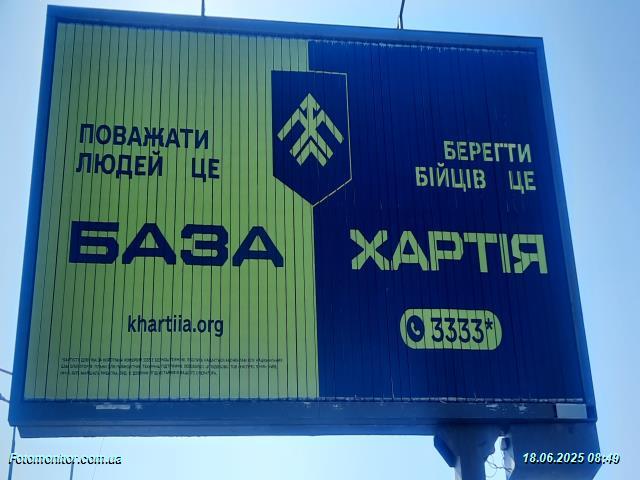 ПОВАЖАТИ
ЛЮДЕЙ ЦЕ
БАЗА
khartiia.org
БЕРЕГТИ
БІЙЦІВ ЦЕ
ХАРТІЯ
3333*
Fotomonitor.com.ua
18.06.2025 08:49